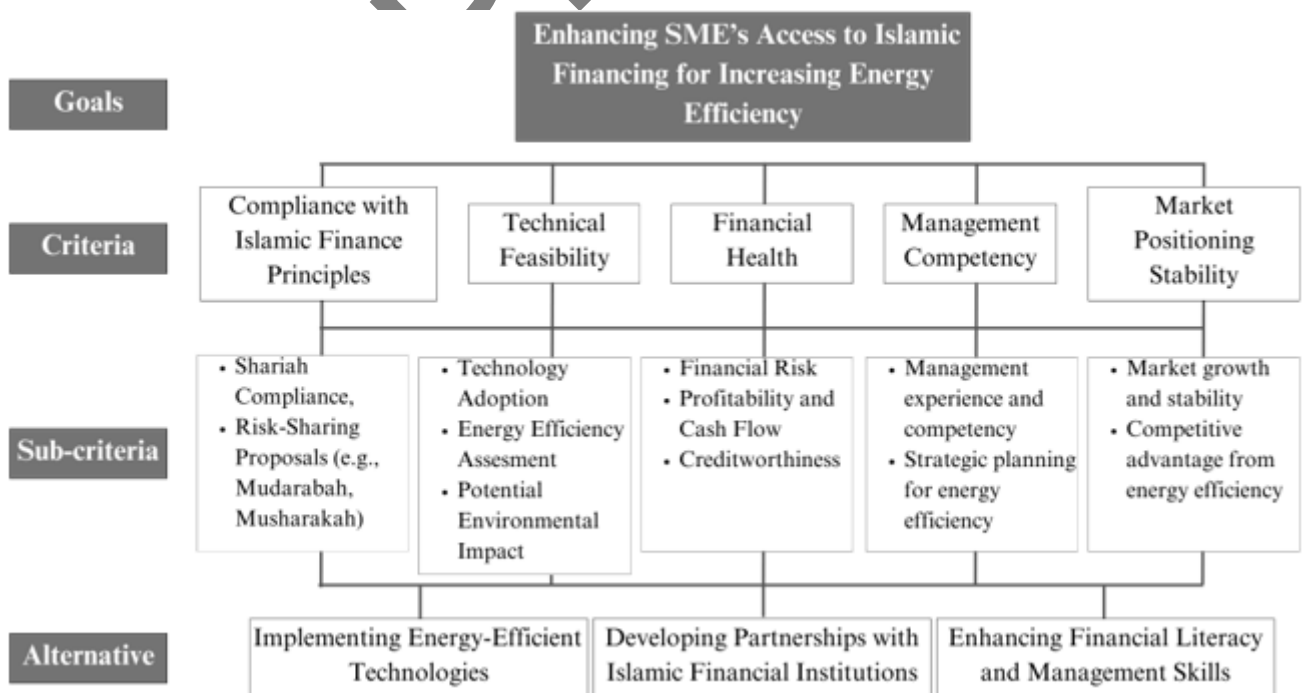 Enhancing SME's Access to Islamic
Financing for Increasing Energy
Efficiency
Goals
Criteria
Compliance with
Islamic Finance
Principles
Technical
Feasibility
Financial
Health
Management
Competency
Market
Positioning
Stability
Sub-criteria
• Shariah
Compliance,
• Risk-Sharing
Proposals (e.g.,
Mudarabah,
Musharakah)
• Technology
Adoption
• Energy Efficiency
Assesment
• Potential
Environmental
Impact
• Financial Risk
• Profitability and
Cash Flow
• Creditworthiness
• Management
experience and
competency
• Strategic planning
for energy
efficiency
• Market growth
and stability
• Competitive
advantage from
energy efficiency
Alternative
Implementing Energy-Efficient
Technologies
Developing Partnerships with
Islamic Financial Institutions
Enhancing Financial Literacy
and Management Skills